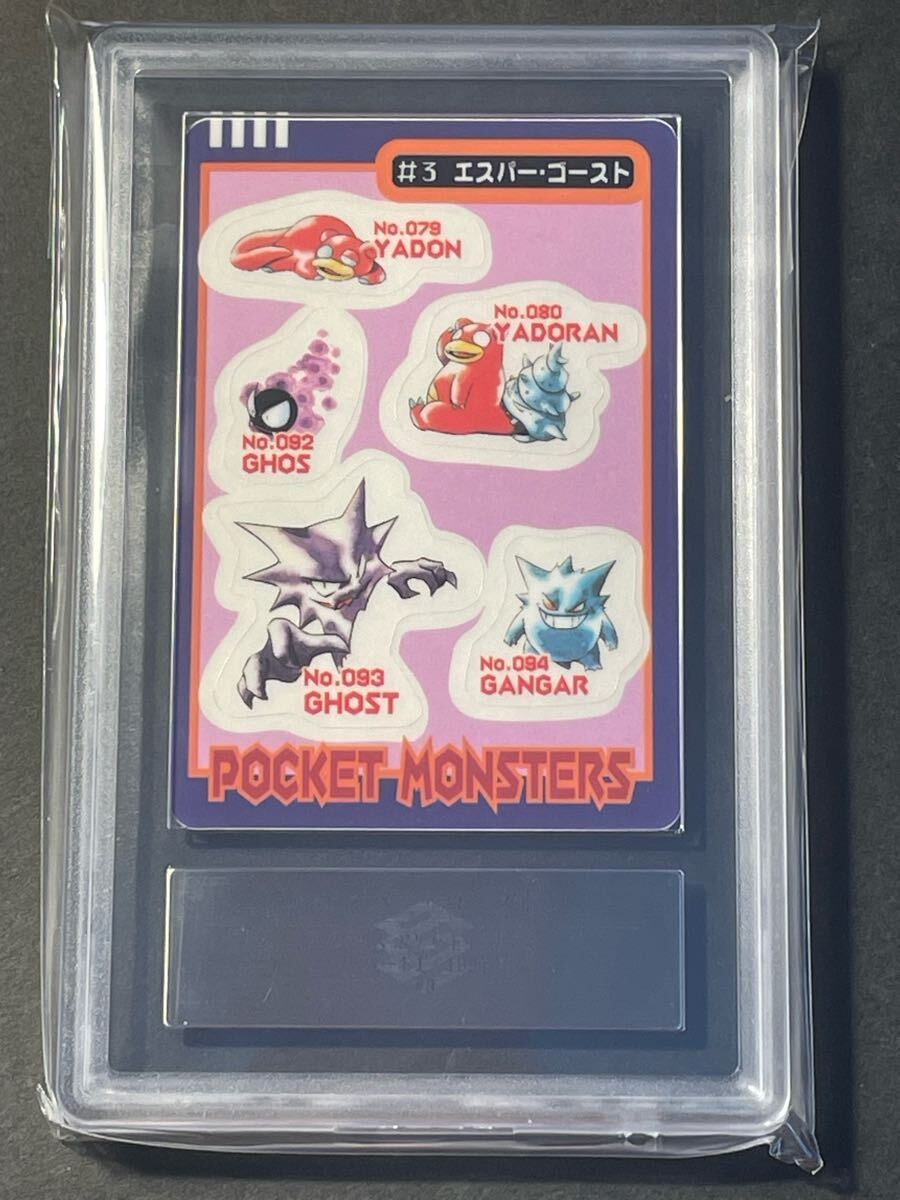 #3 エスパー・ゴースト
No.079
YADON
No.080
YADORAN
No.092
GHOS
No.093
GHOST
No.094
GANGAR
POCKET MONSTERS